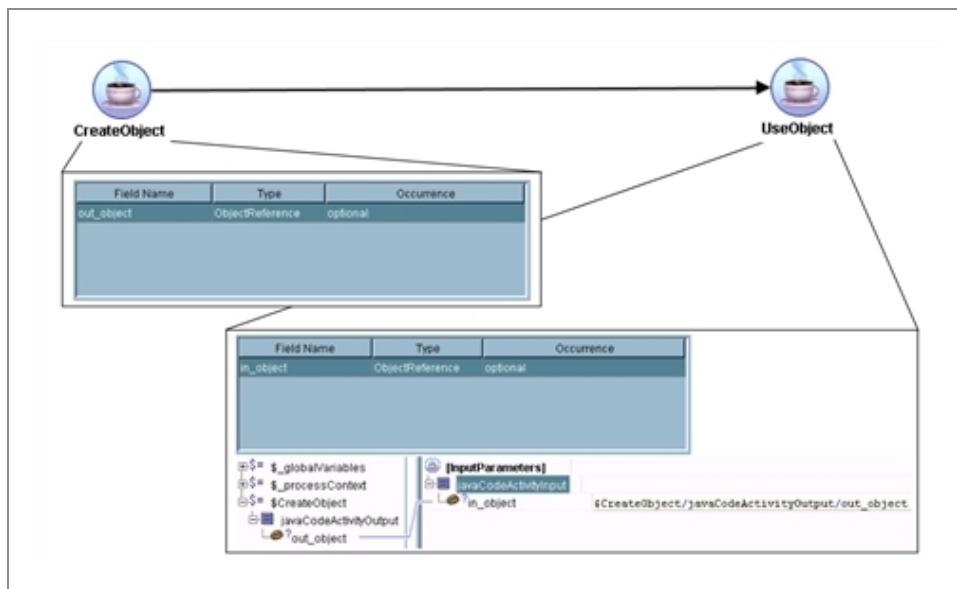 CreateObject
UseObject
Field Name Type Occurrence
out_object ObjectReference optional
Field Name Type Occurrence
in_object ObjectReference optional
$= $_globalVariables
$= $_processContext
$= $CreateObject
javaCodeActivityOutput
? out_object
[InputParameters]
javaCodeActivityInput
? in_object $CreateObject/javaCodeActivityOutput/out_object